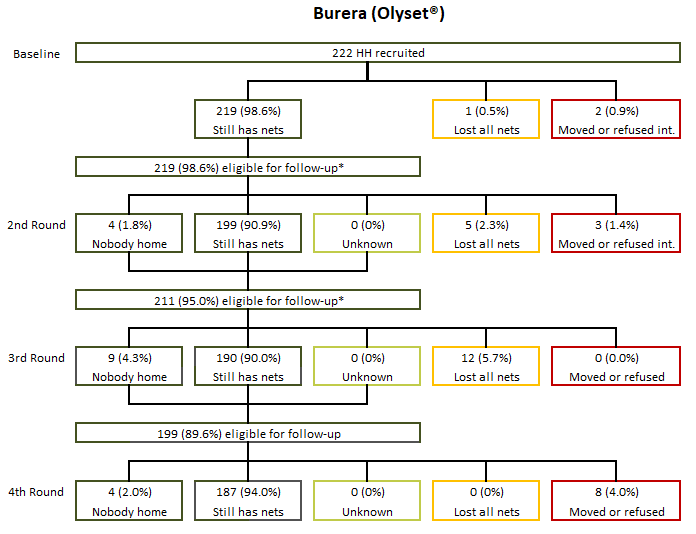 Burera (Olyset®)
Baseline
222 HH recruited
219 (98.6%)
Still has nets
1 (0.5%)
Lost all nets
2 (0.9%)
Moved or refused int.
219 (98.6%) eligible for follow-up*
2nd Round
4 (1.8%)
Nobody home
199 (90.9%)
Still has nets
0 (0%)
Unknown
5 (2.3%)
Lost all nets
3 (1.4%)
Moved or refused int.
211 (95.0%) eligible for follow-up*
3rd Round
9 (4.3%)
Nobody home
190 (90.0%)
Still has nets
0 (0%)
Unknown
12 (5.7%)
Lost all nets
0 (0.0%)
Moved or refused
199 (89.6%) eligible for follow-up
4th Round
4 (2.0%)
Nobody home
187 (94.0%)
Still has nets
0 (0%)
Unknown
0 (0%)
Lost all nets
8 (4.0%)
Moved or refused